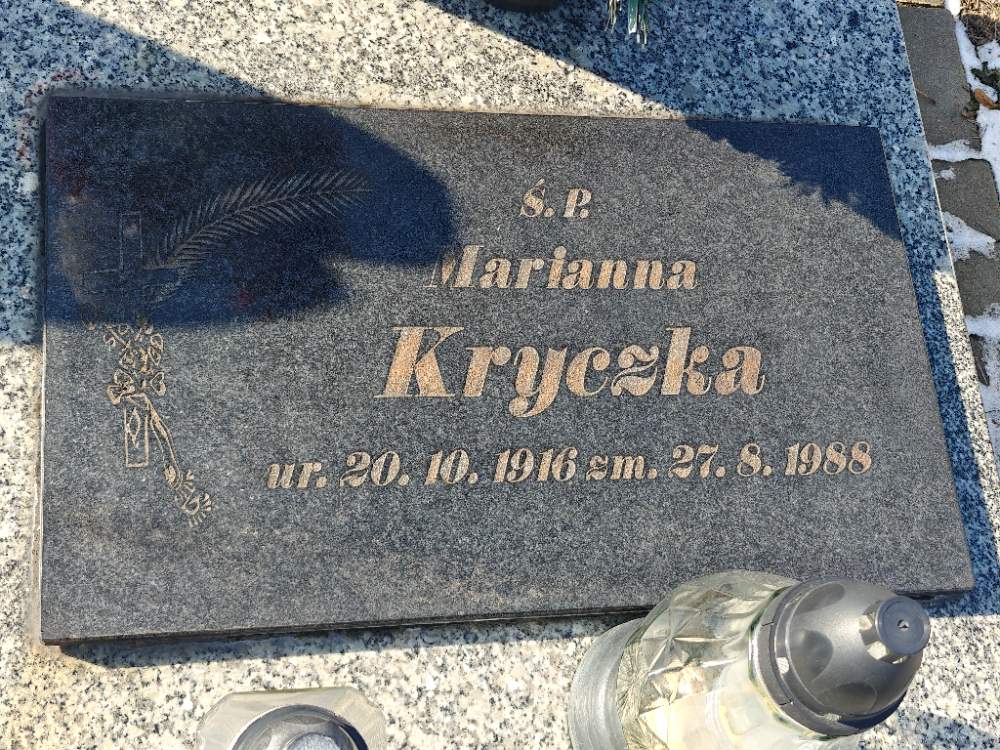 Ś. P.
Marianna
Kryczka
ur. 20. 10. 1916 zm. 27. 8. 1988